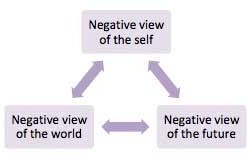 Negative view
of the self
Negative view
of the world
Negative view
of the future